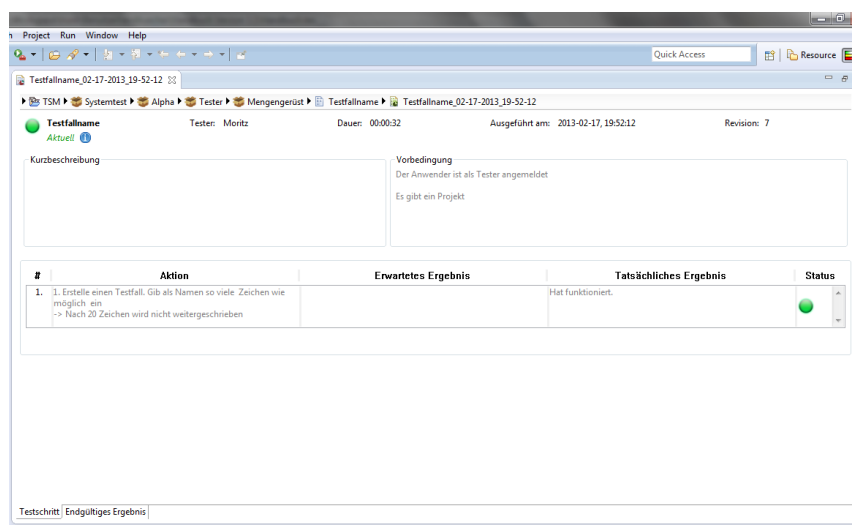 Project Run Window Help
Quick Access
Resource
Testfallname_02-17-2013_19-52-12
TSM Systemtest Alpha Tester Mengengerüst Testfallname Testfallname_02-17-2013_19-52-12
Testfallname Tester: Moritz Dauer: 00:00:32 Ausgeführt am: 2013-02-17, 19:52:12 Revision: 7
Aktuell
Kurzbeschreibung
Vorbedingung
Der Anwender ist als Tester angemeldet
Es gibt ein Projekt
# Aktion Erwartetes Ergebnis Tatsächliches Ergebnis Status
1. 1. Erstelle einen Testfall. Gib als Namen so viele Zeichen wie
möglich ein
-> Nach 20 Zeichen wird nicht weitergeschrieben
Hat funktioniert.
Testschritt Endgültiges Ergebnis